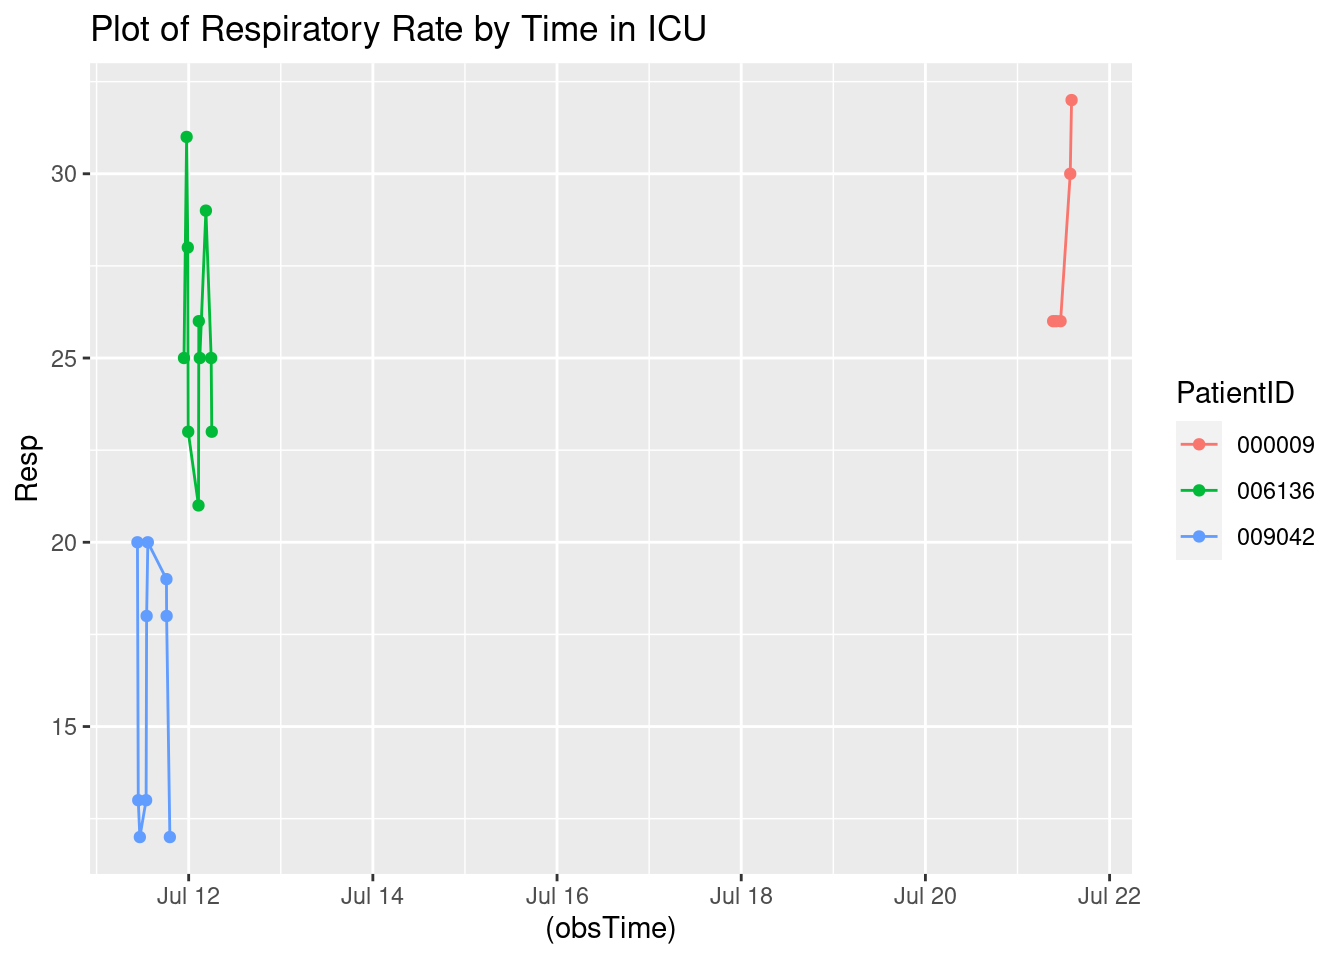 Plot of Respiratory Rate by Time in ICU
30
25
20
15
Resp
Jul 12
Jul 14
Jul 16
Jul 18
Jul 20
Jul 22
(obsTime)
PatientID
000009
006136
009042